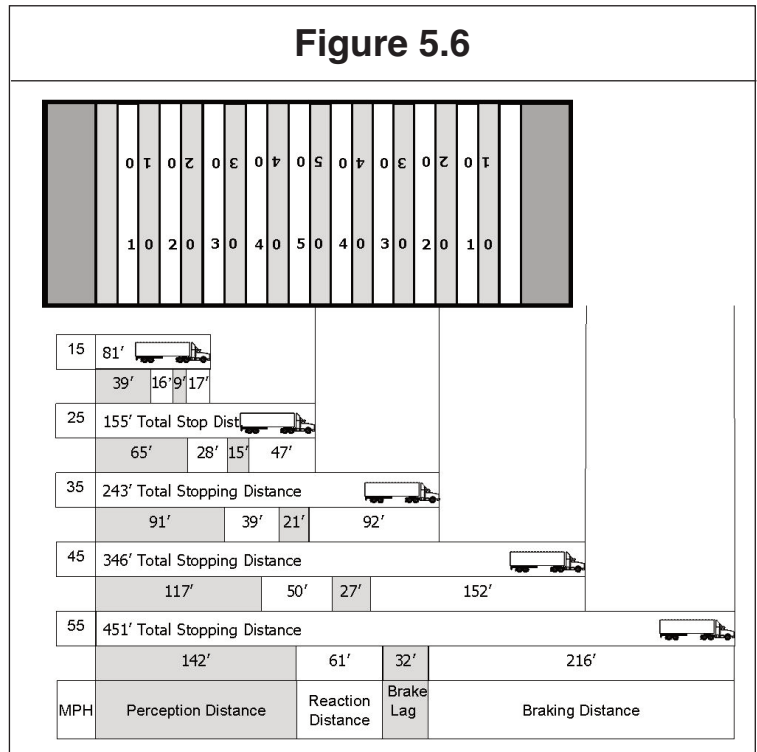 Figure 5.6
0 1 0 2 0 3 0 4 0 5 0 4 0 3 0 2 0 1
1 0 2 0 3 0 4 0 5 0 4 0 3 0 2 0 1 0
15 81′
39′ 16′ 9′ 17′
25 155′ Total Stop Dist
65′ 28′ 15′ 47′
35 243′ Total Stopping Distance
91′ 39′ 21′ 92′
45 346′ Total Stopping Distance
117′ 50′ 27′ 152′
55 451′ Total Stopping Distance
142′ 61′ 32′ 216′
MPH Perception Distance Reaction Distance Brake Lag Braking Distance